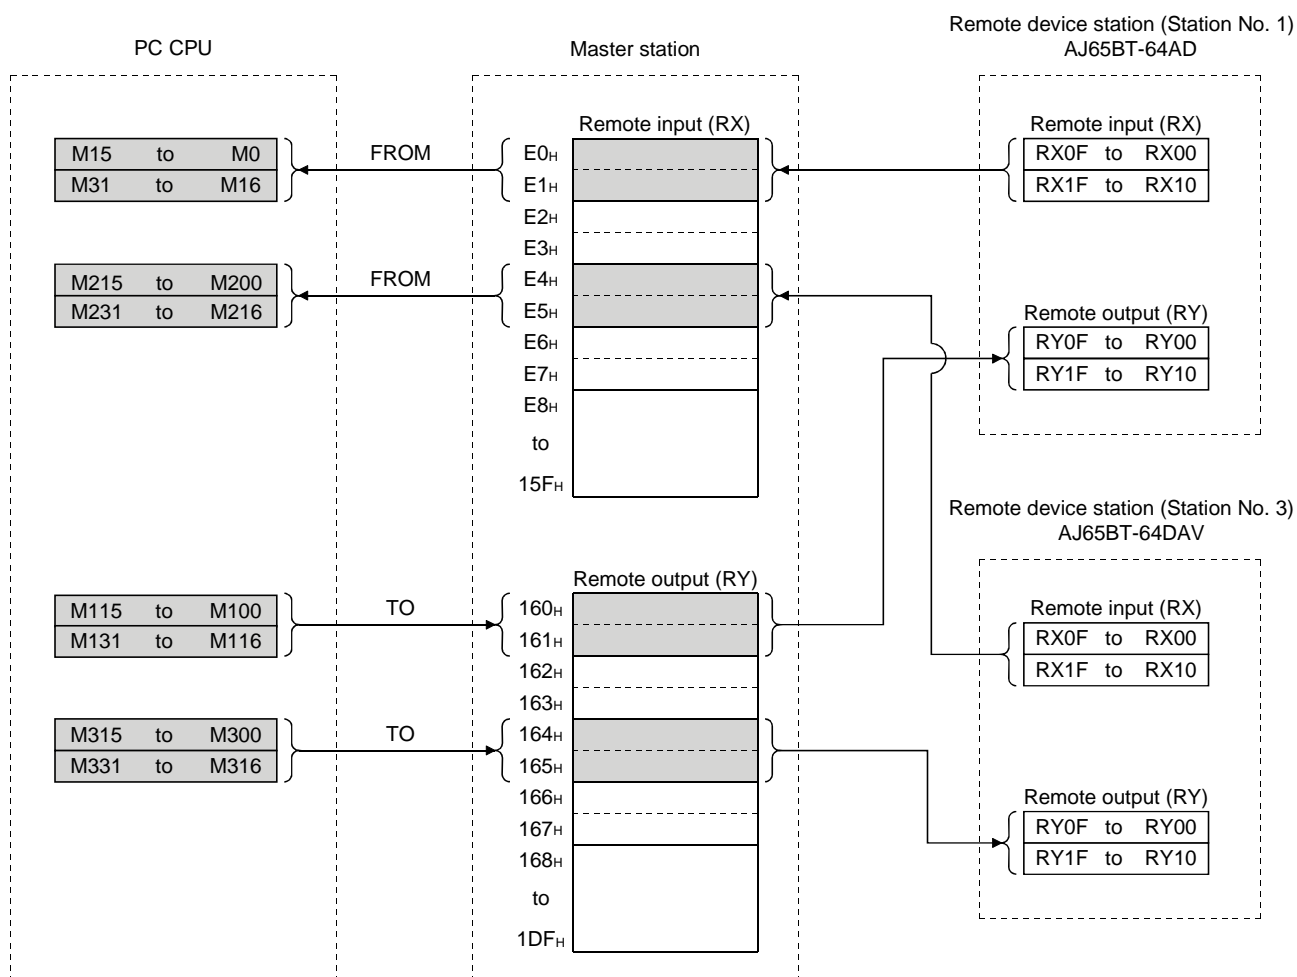 PC CPU
Master station
Remote device station (Station No. 1)
AJ65BT-64AD
M15 to M0
M31 to M16
FROM
M215 to M200
M231 to M216
FROM
Remote input (RX)
E0H
E1H
E2H
E3H
E4H
E5H
E6H
E7H
E8H
to
15FH
Remote input (RX)
RX0F to RX00
RX1F to RX10
Remote output (RY)
RY0F to RY00
RY1F to RY10
M115 to M100
M131 to M116
TO
M315 to M300
M331 to M316
TO
Remote output (RY)
160H
161H
162H
163H
164H
165H
166H
167H
168H
to
1DFH
Remote device station (Station No. 3)
AJ65BT-64DAV
Remote input (RX)
RX0F to RX00
RX1F to RX10
Remote output (RY)
RY0F to RY00
RY1F to RY10